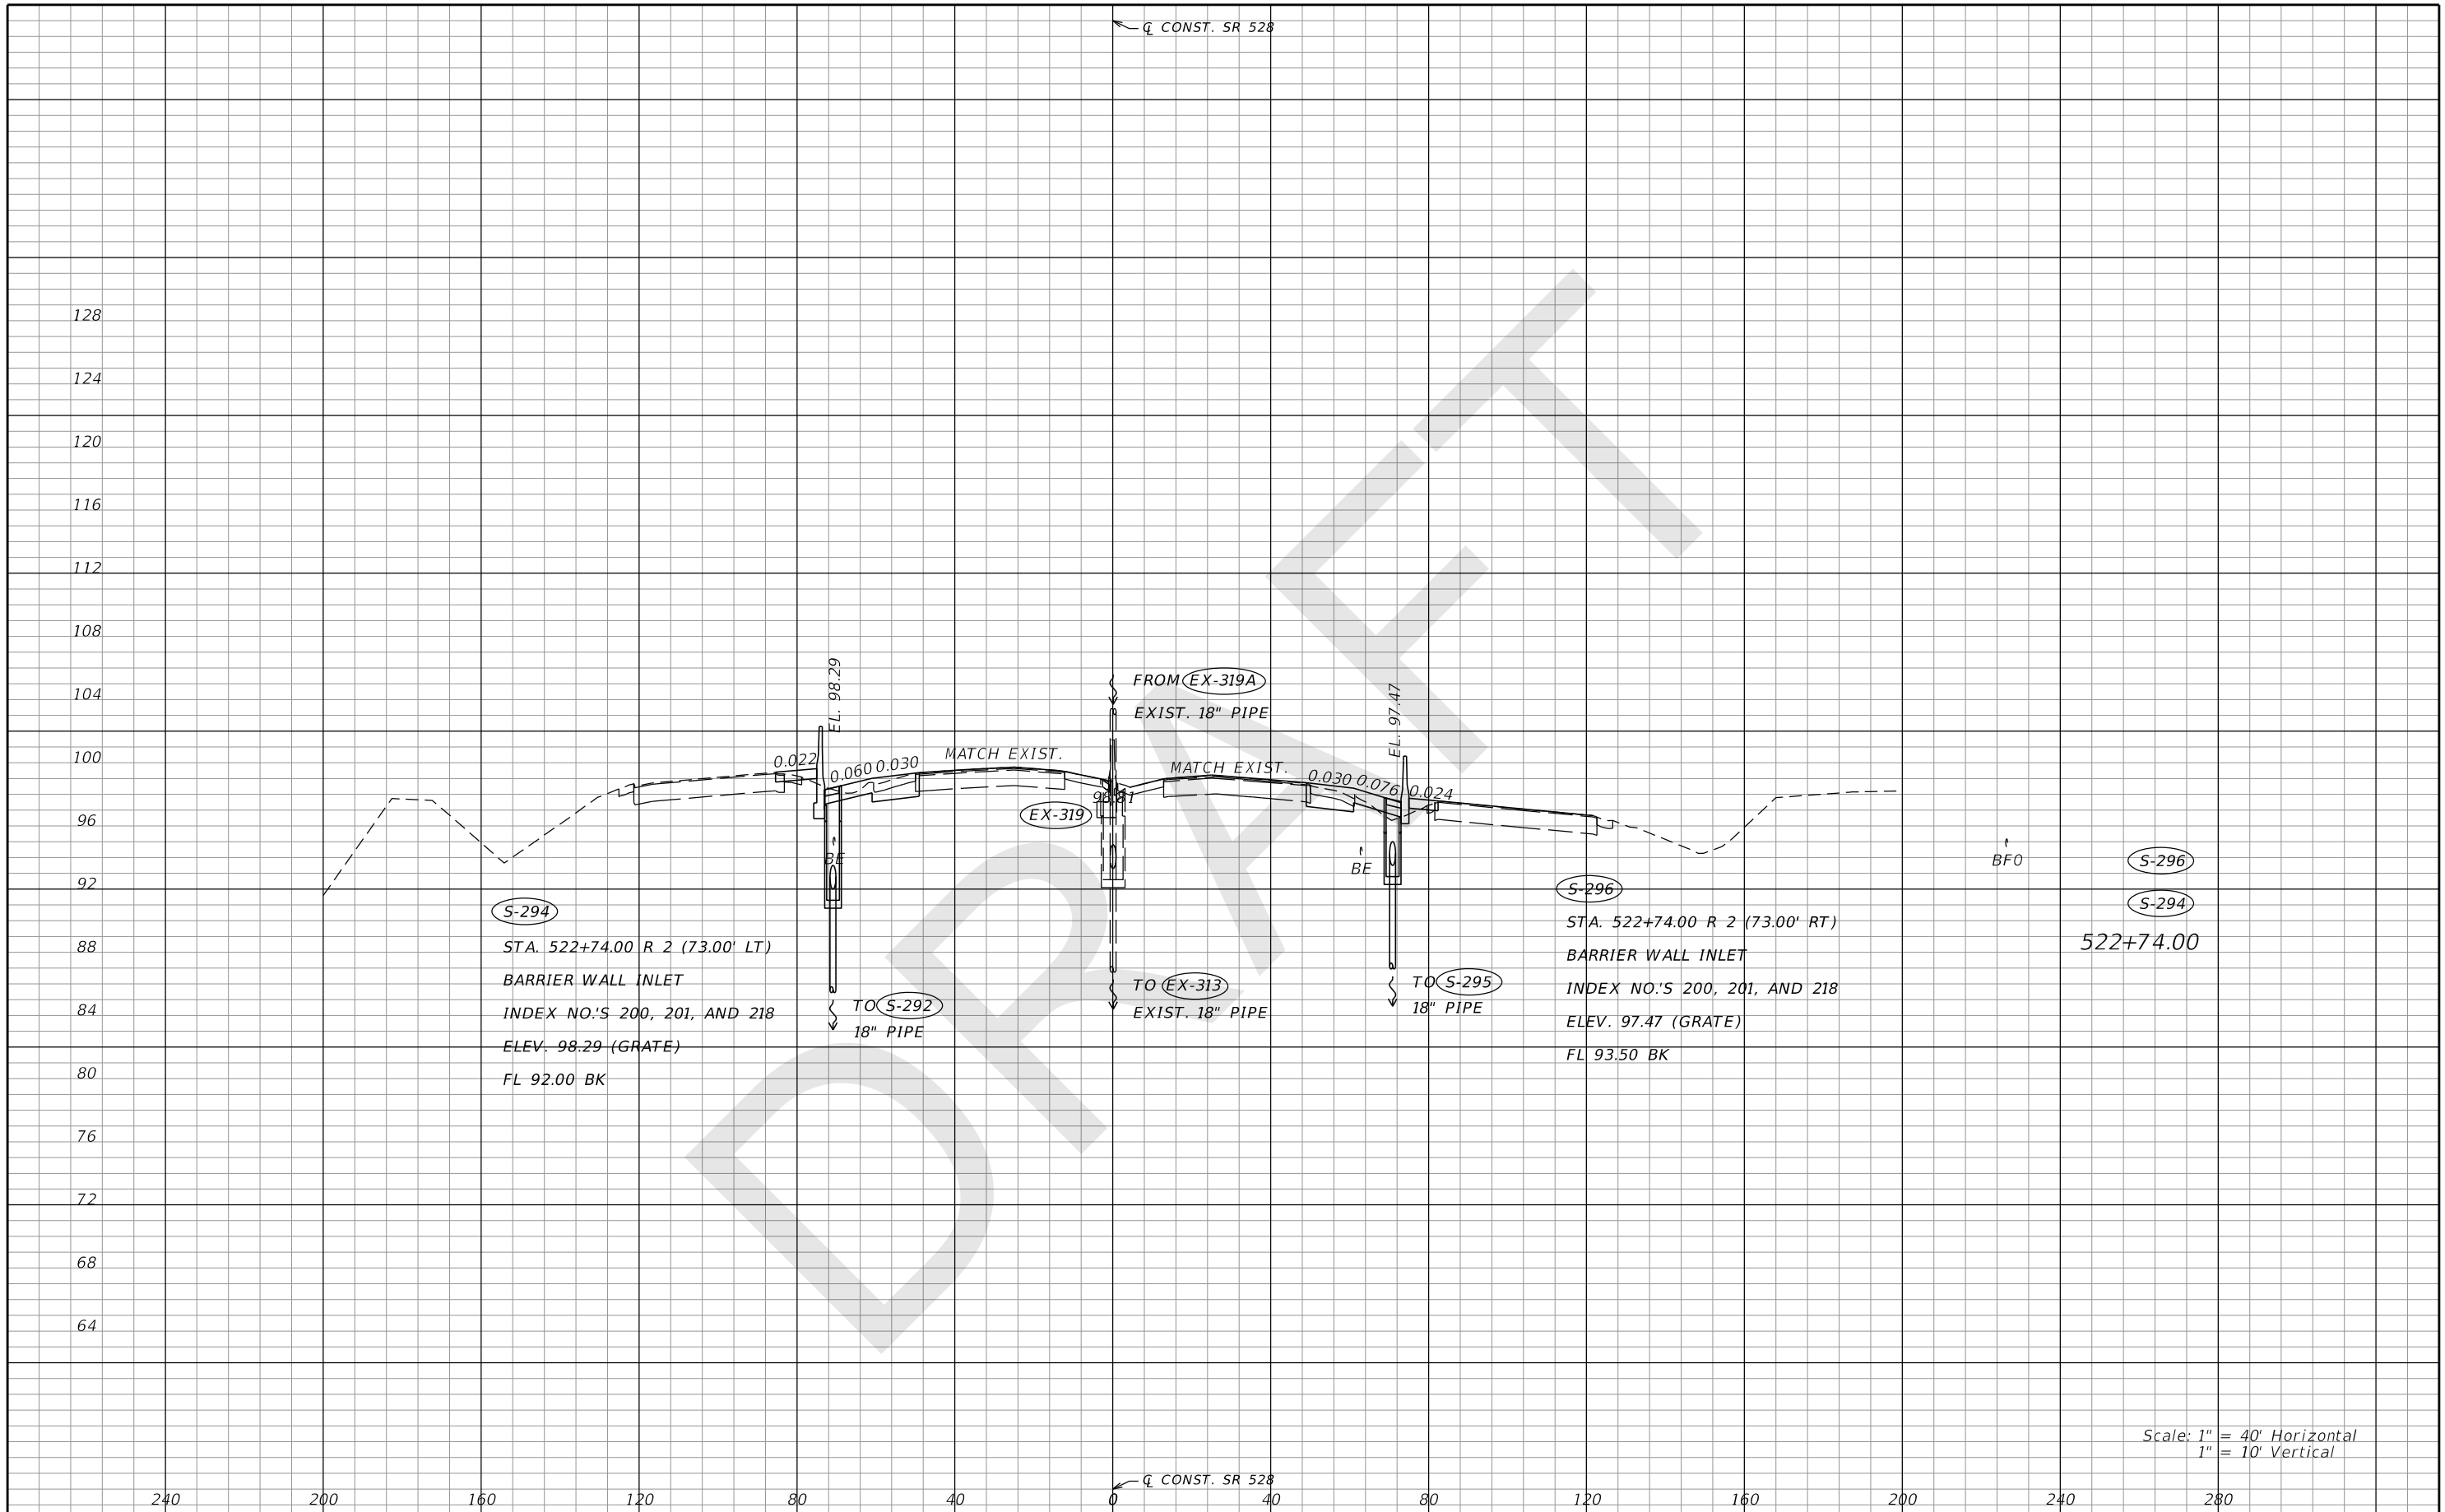 ℄ CONST. SR 528
128
124
120
116
112
108
104
100
96
92
88
84
80
76
72
68
64
DRAFT
EL. 98.29
0.022
0.060
0.030
MATCH EXIST.
FROM EX-319A
EXIST. 18" PIPE
EL. 97.47
MATCH EXIST.
0.030
0.076
0.024
EX-319
BE
BE
BF0
S-296
S-294
522+74.00
S-294
STA. 522+74.00 R 2 (73.00' LT)
BARRIER WALL INLET
INDEX NO.'S 200, 201, AND 218
ELEV. 98.29 (GRATE)
FL 92.00 BK
TO S-292
18" PIPE
TO EX-313
EXIST. 18" PIPE
TO S-295
18" PIPE
S-296
STA. 522+74.00 R 2 (73.00' RT)
BARRIER WALL INLET
INDEX NO.'S 200, 201, AND 218
ELEV. 97.47 (GRATE)
FL 93.50 BK
Scale: 1" = 40' Horizontal
1" = 10' Vertical
℄ CONST. SR 528
240 200 160 120 80 40 0 40 80 120 160 200 240 280